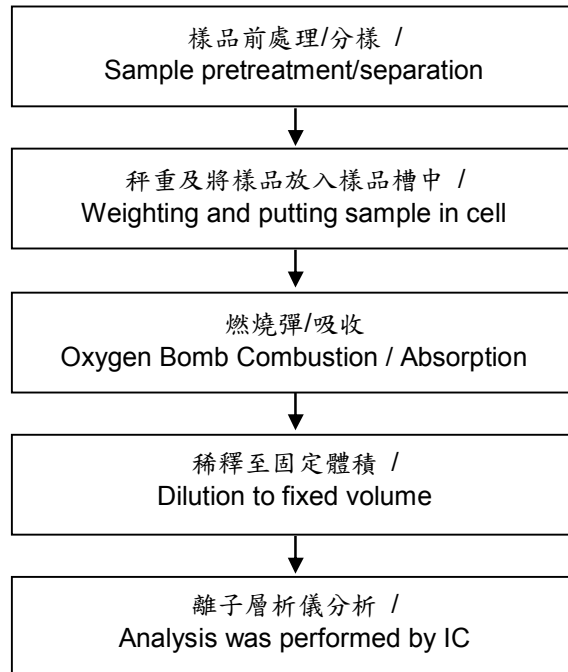 樣品前處理/分樣 /
Sample pretreatment/separation
秤重及將樣品放入樣品槽中 /
Weighting and putting sample in cell
燃燒彈/吸收
Oxygen Bomb Combustion / Absorption
稀釋至固定體積 /
Dilution to fixed volume
離子層析儀分析 /
Analysis was performed by IC